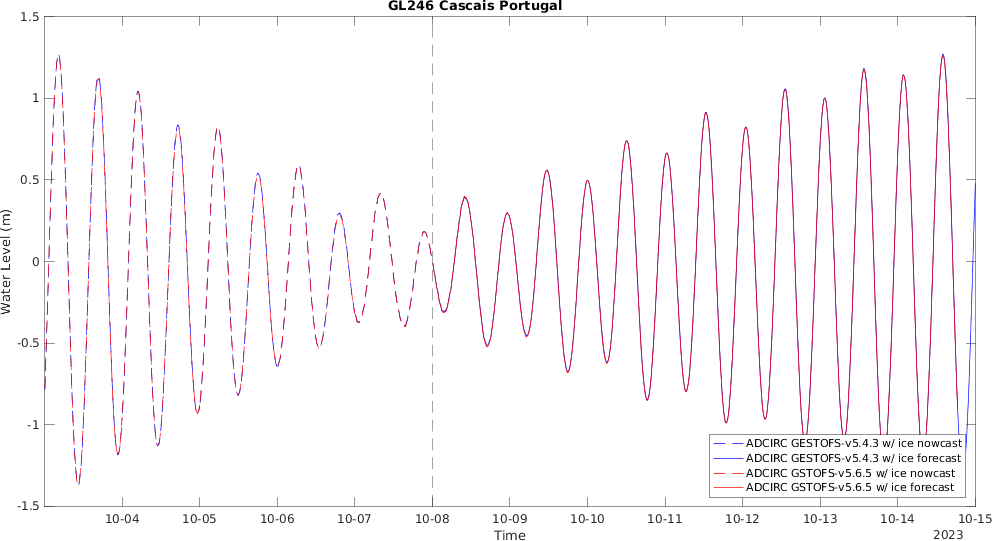 GL246 Cascais Portugal
1.5
1
0.5
0
-0.5
-1
-1.5
Water Level (m)
ADCIRC GESTOFS-v5.4.3 w/ ice nowcast
ADCIRC GESTOFS-v5.4.3 w/ ice forecast
ADCIRC GSTOFS-v5.6.5 w/ ice nowcast
ADCIRC GSTOFS-v5.6.5 w/ ice forecast
10-04 10-05 10-06 10-07 10-08 10-09 10-10 10-11 10-12 10-13 10-14 10-15
Time
2023